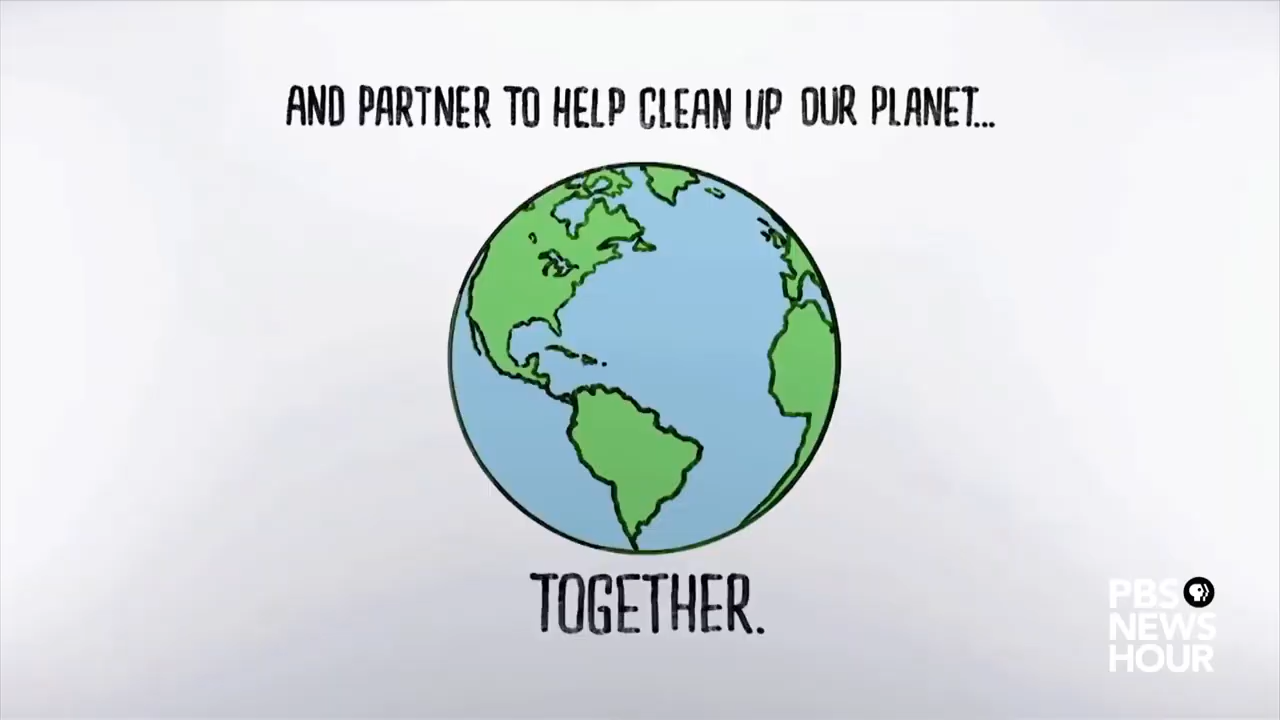 AND PARTNER TO HELP CLEAN UP OUR PLANET...
TOGETHER.
PBS
NEWS
HOUR